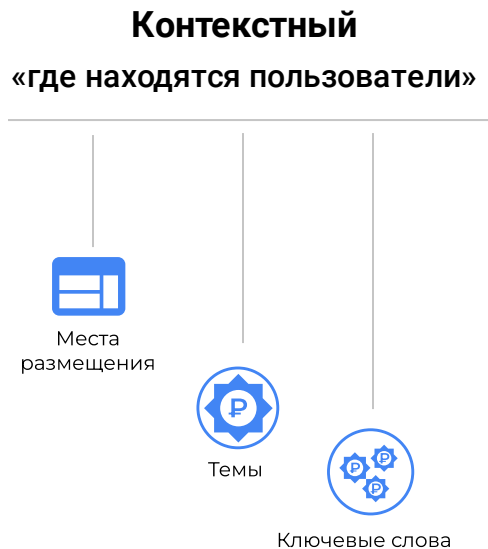 Контекстный
«где находятся пользователи»
Места
размещения
₽
Темы
₽
₽
₽
Ключевые слова